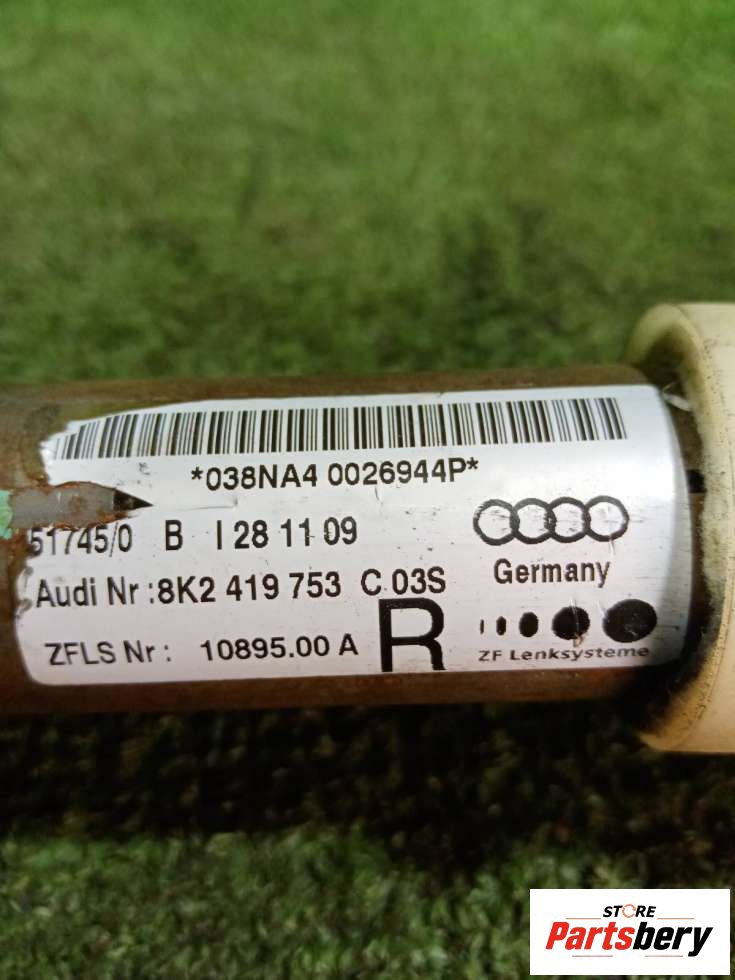 *038NA4 0026944P*
51745/0 B I 28 11 09
Audi Nr :8K2 419 753 C 03S
Germany
ZFLS Nr : 10895.00 A
R
ZF Lenksysteme
STORE
Partsbery